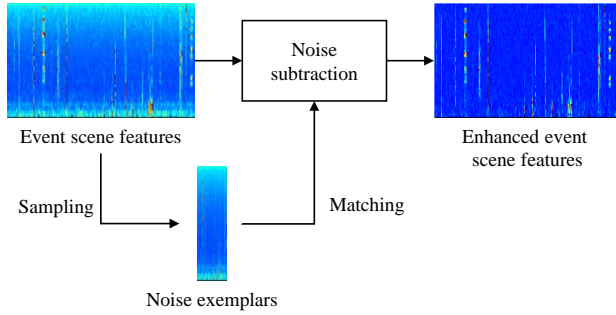 Noise
subtraction
Event scene features
Enhanced event
scene features
Sampling
Matching
Noise exemplars